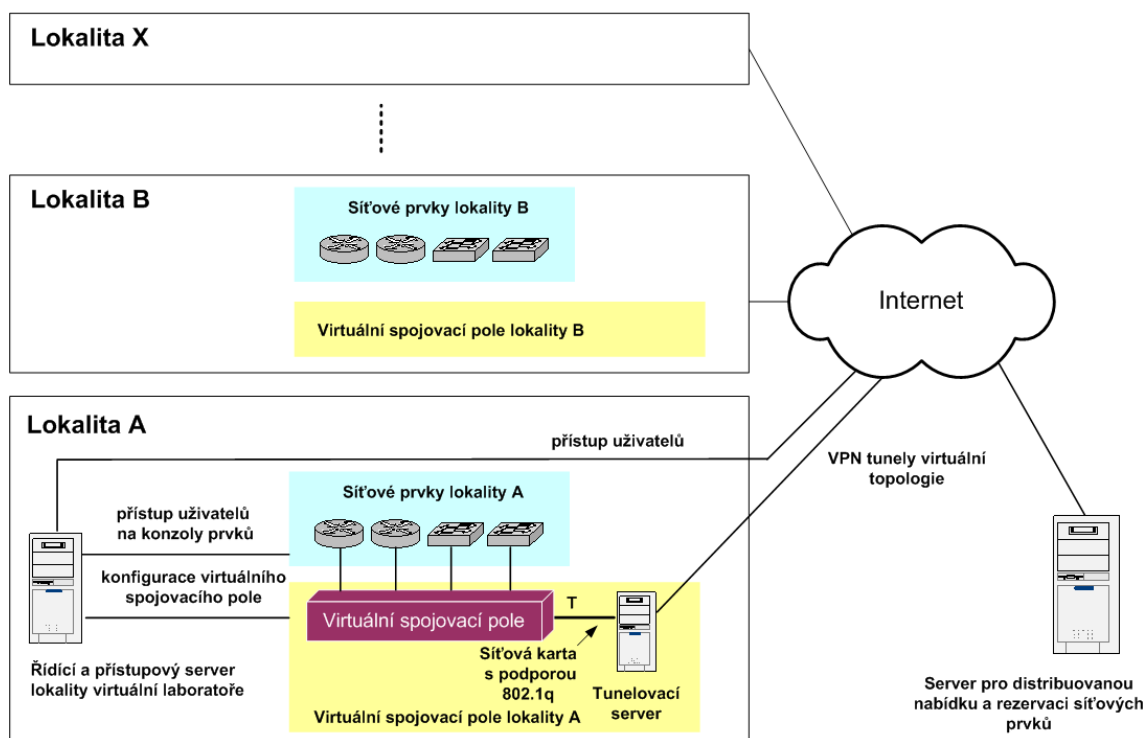 Lokalita X
Lokalita B
Síťové prvky lokality B
Virtuální spojovací pole lokality B
Internet
Lokalita A
přístup uživatelů
VPN tunely virtuální
topologie
Síťové prvky lokality A
přístup uživatelů
na konzoly prvků
konfigurace virtuálního
spojovacího pole
Virtuální spojovací pole
T
Síťová karta
s podporou
802.1q
Tunelovací
server
Virtuální spojovací pole lokality A
Řídící a přístupový server
lokality virtuální laboratoře
Server pro distribuovanou
nabídku a rezervaci síťových
prvků